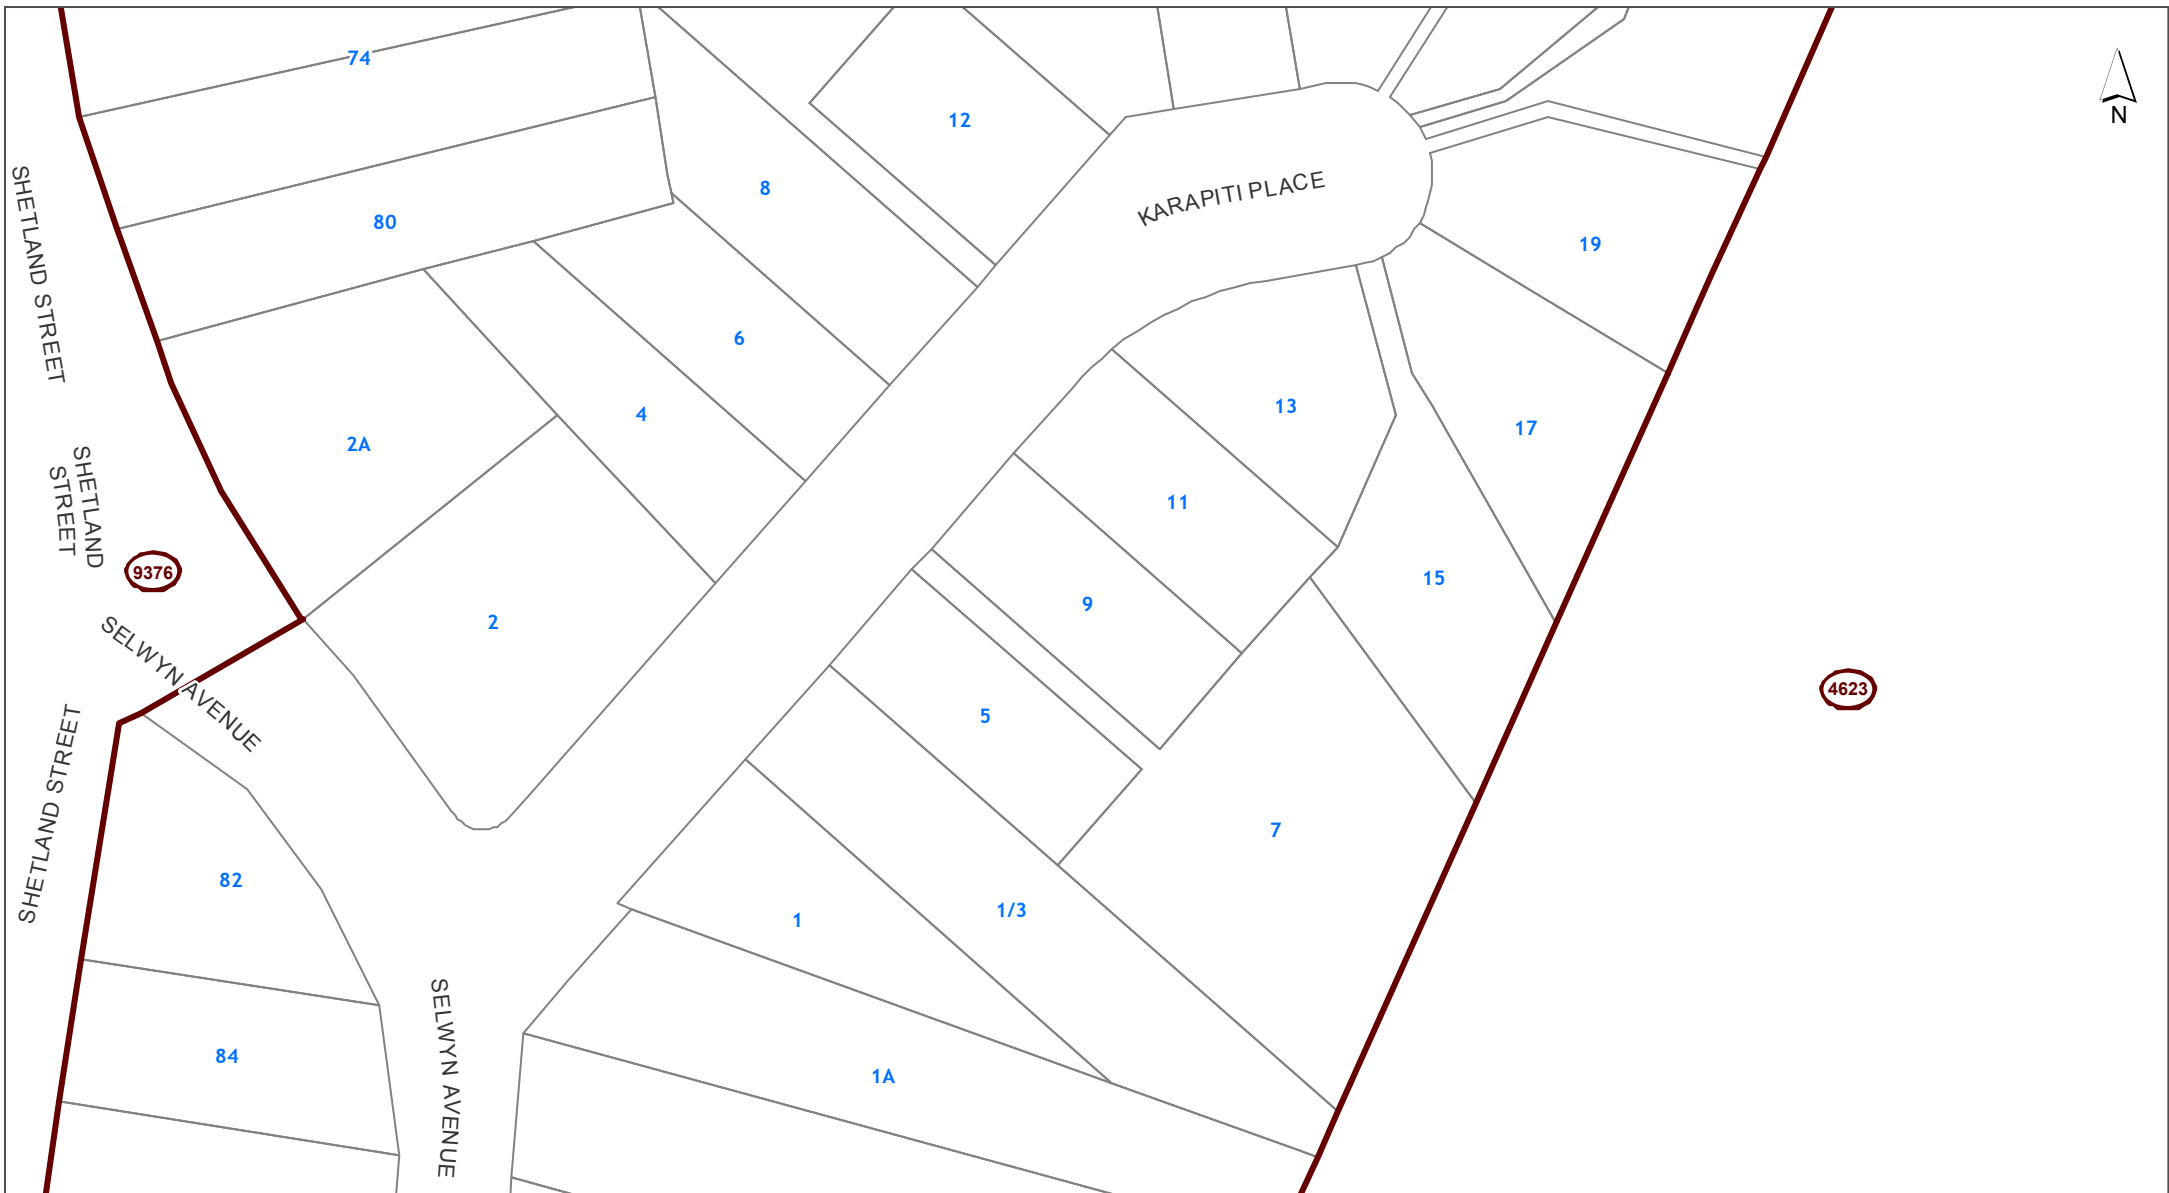 74
12
N
8
KARAPITI PLACE
80
SHETLAND STREET
19
6
13
4
17
2A
11
SHETLAND
STREET
9376
15
9
2
SELWYN AVENUE
4623
5
SHETLAND STREET
7
82
1/3
1
84
1A
SELWYN AVENUE